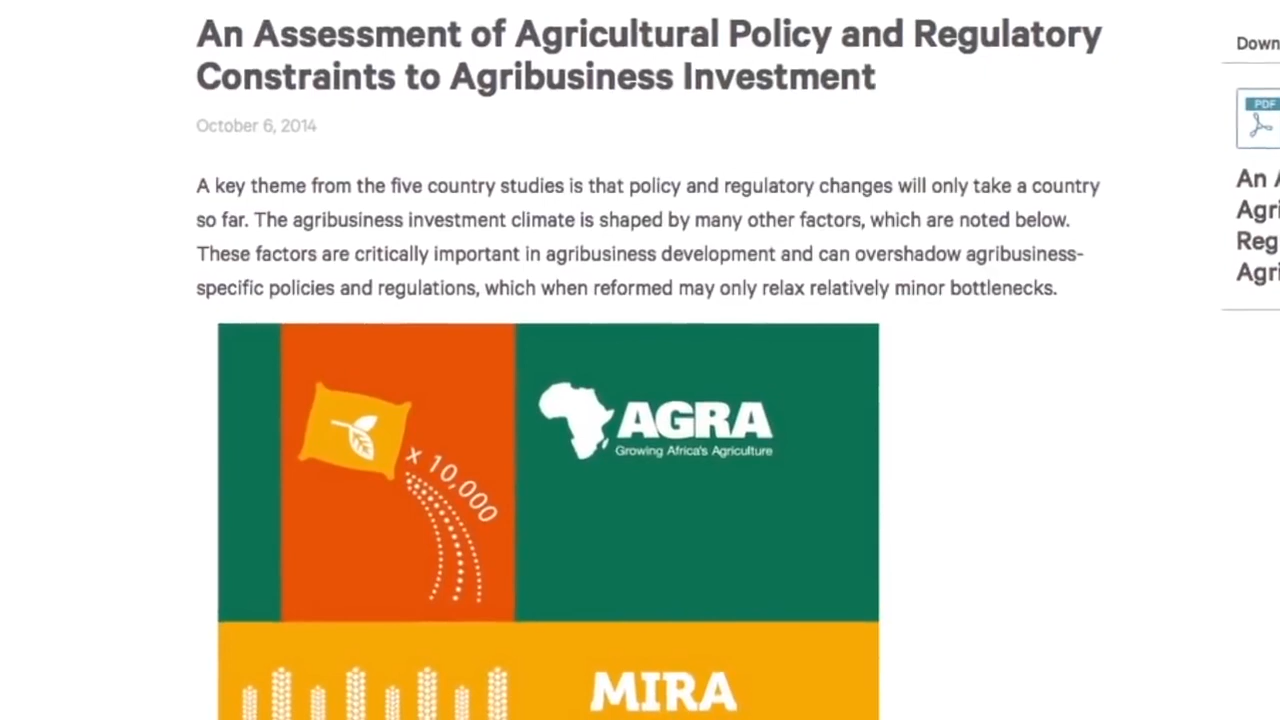 An Assessment of Agricultural Policy and Regulatory
Constraints to Agribusiness Investment
October 6, 2014
A key theme from the five country studies is that policy and regulatory changes will only take a country
so far. The agribusiness investment climate is shaped by many other factors, which are noted below.
These factors are critically important in agribusiness development and can overshadow agribusiness-
specific policies and regulations, which when reformed may only relax relatively minor bottlenecks.
x 10,000
AGRA
Growing Africa's Agriculture
MIRA
Down
PDF
An A
Agri
Reg
Agri